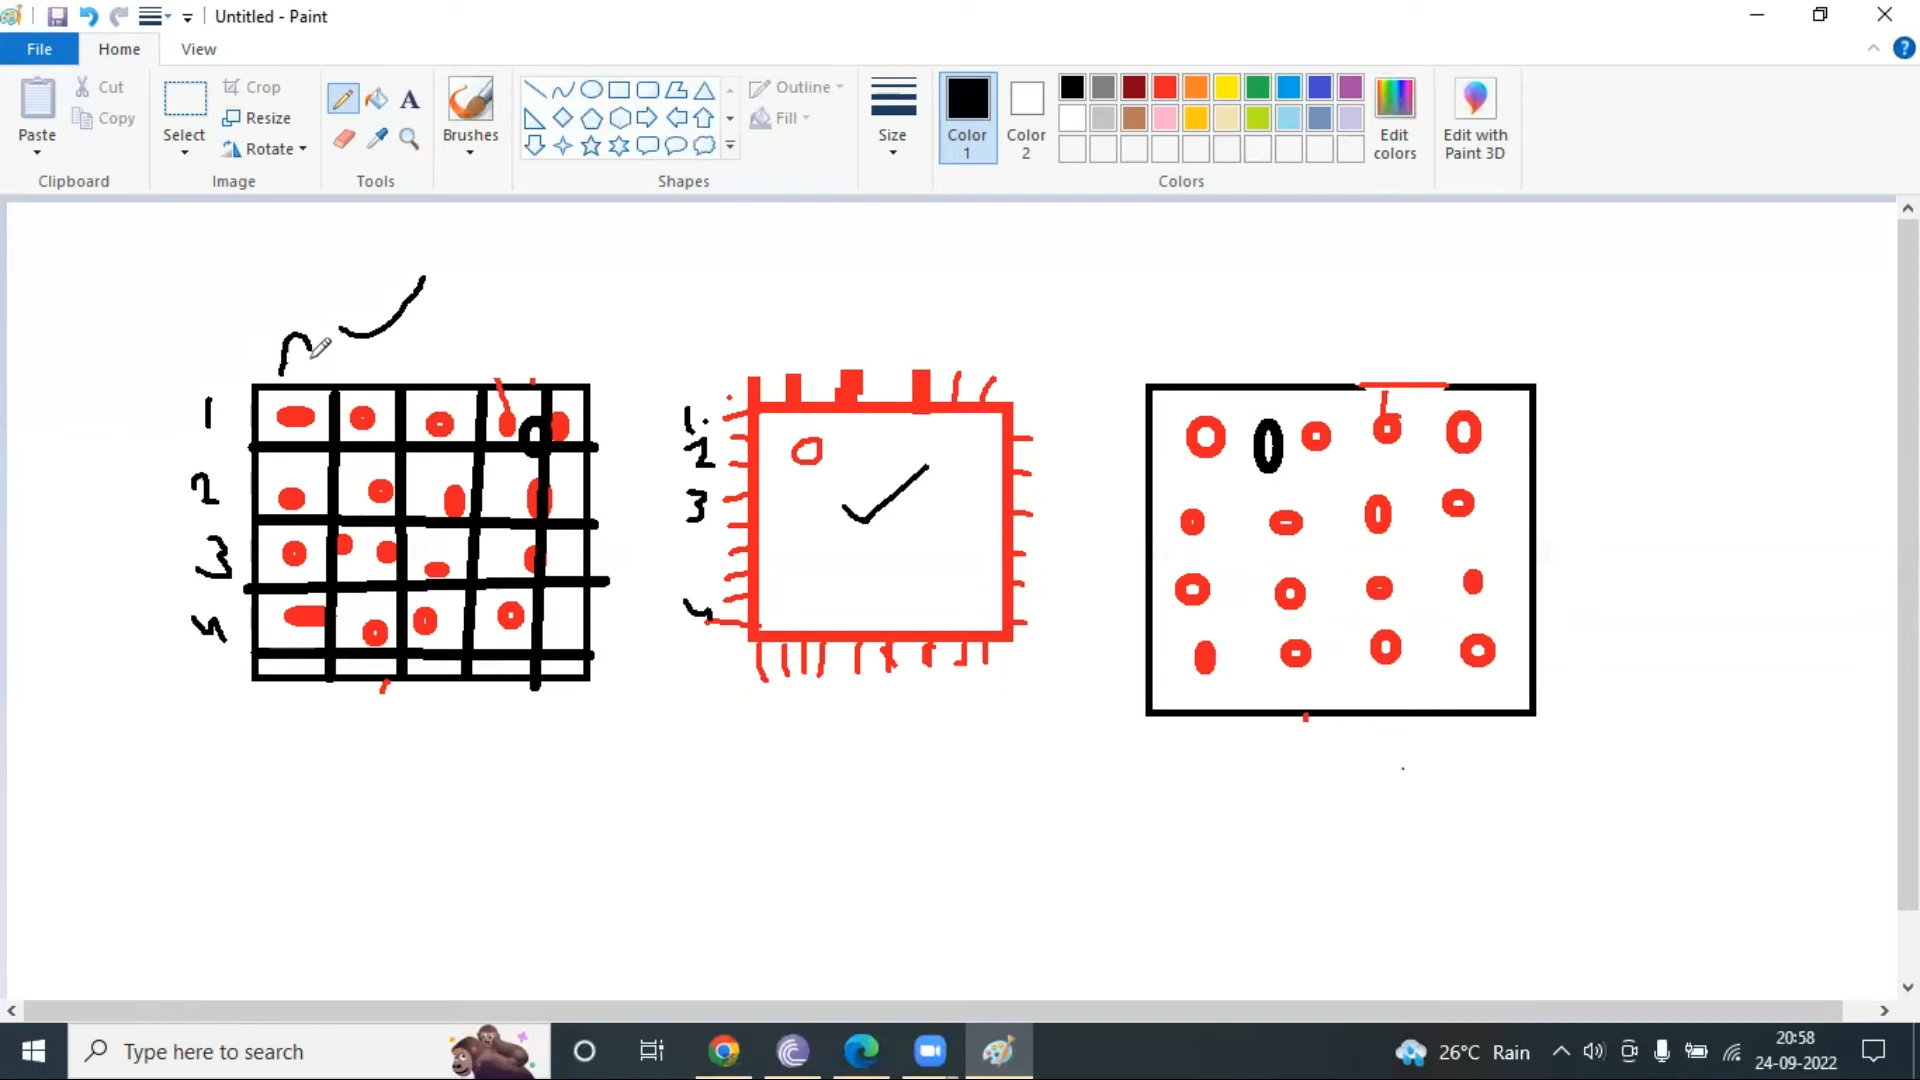 Untitled - Paint
File Home View
Paste
Cut
Copy
Clipboard
Select
Crop
Resize
Rotate
Image
Tools
Brushes
Shapes
Outline
Fill
Size
Color 1
Color 2
Colors
Edit colors
Edit with Paint 3D
1
2
3
4
1.
2
3
4
Type here to search
26°C Rain
20:58
24-09-2022